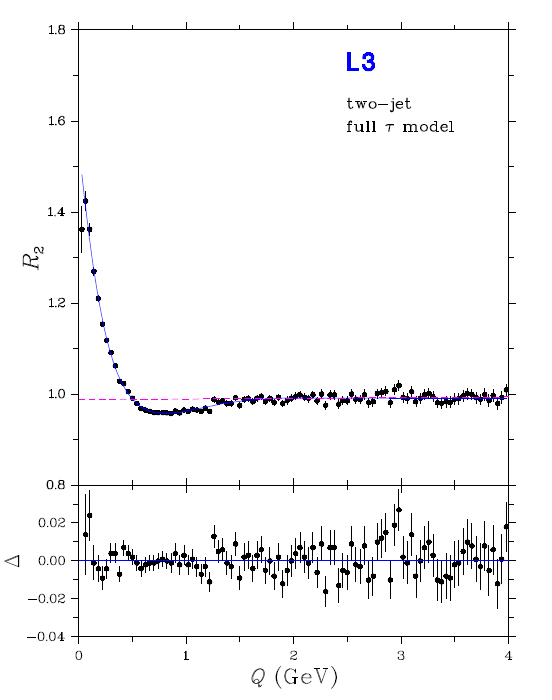 L3
two−jet
full τ model
1.8
1.6
1.4
R₂
1.2
1.0
0.8
0.02
Δ
0.00
−0.02
−0.04
0 1 2 3 4
Q (GeV)